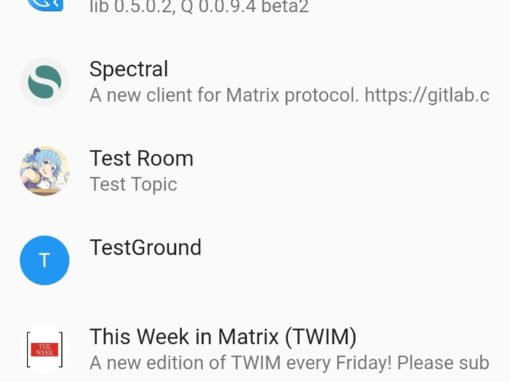 lib 0.5.0.2, Q 0.0.9.4 beta2
Spectral
A new client for Matrix protocol. https://gitlab.c
Test Room
Test Topic
T
TestGround
THE
WEEK
This Week in Matrix (TWIM)
A new edition of TWIM every Friday! Please sub